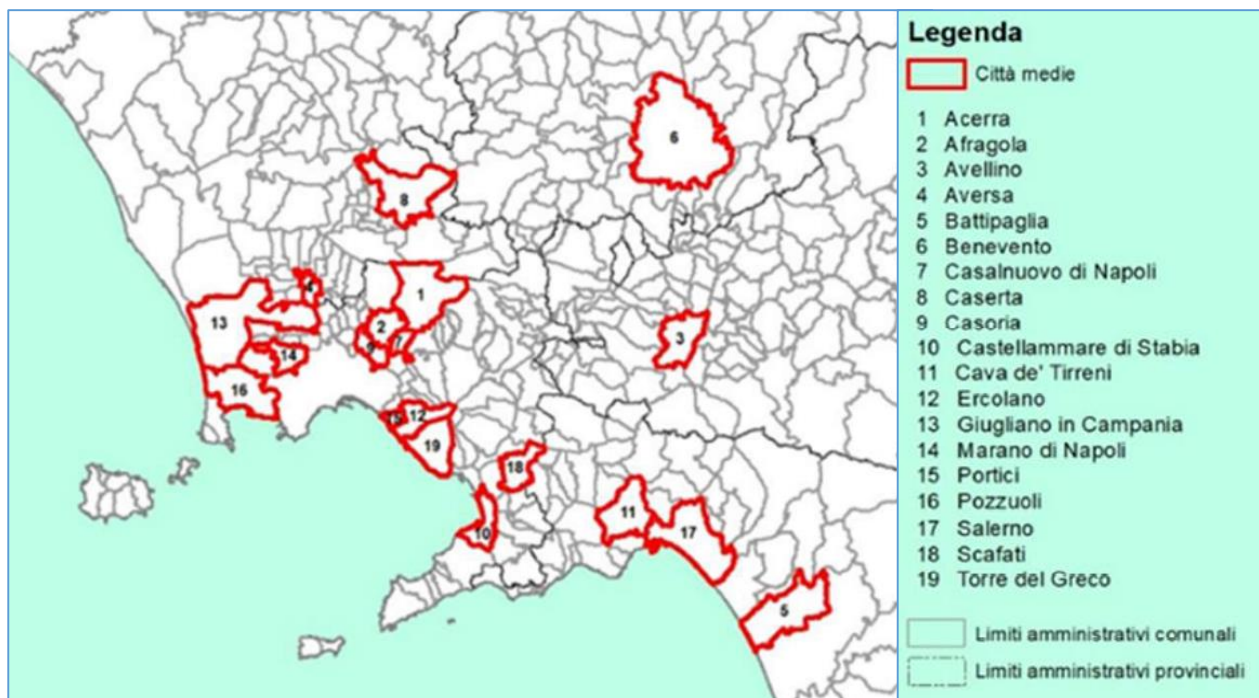 Legenda
Città medie
1 Acerra
2 Afragola
3 Avellino
4 Aversa
5 Battipaglia
6 Benevento
7 Casalnuovo di Napoli
8 Caserta
9 Casoria
10 Castellammare di Stabia
11 Cava de' Tirreni
12 Ercolano
13 Giugliano in Campania
14 Marano di Napoli
15 Portici
16 Pozzuoli
17 Salerno
18 Scafati
19 Torre del Greco
Limiti amministrativi comunali
Limiti amministrativi provinciali
6
8
4
1
13
2
3
9
7
14
16
15
12
19
18
11
10
17
5